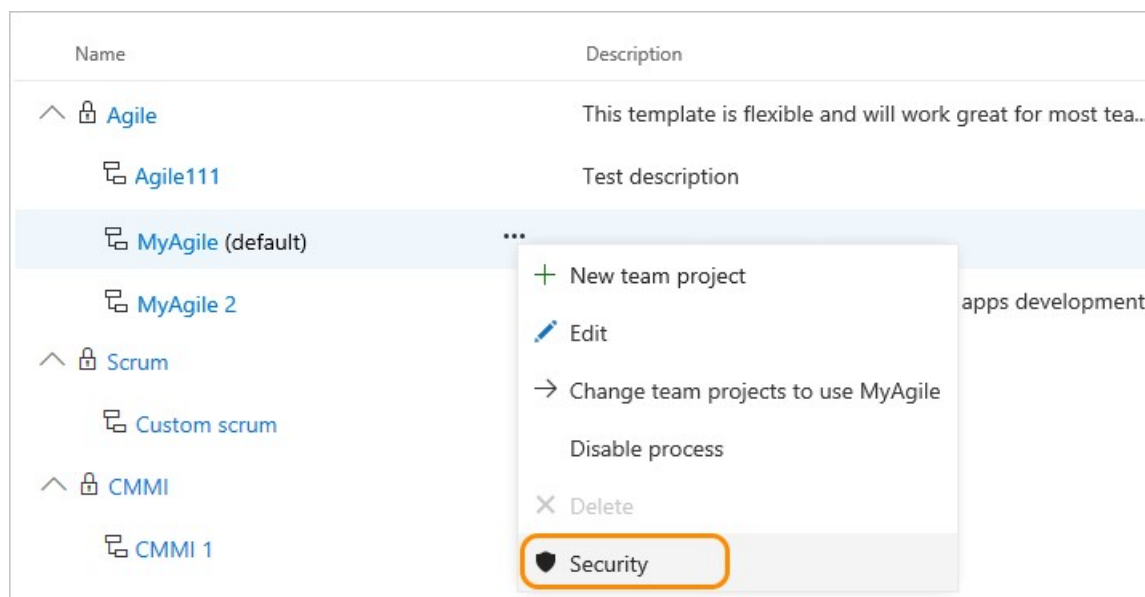 Name Description
Agile This template is flexible and will work great for most tea...
Agile111 Test description
MyAgile (default) ...
New team project
MyAgile 2 apps development
Edit
Scrum
Change team projects to use MyAgile
Custom scrum
Disable process
CMMI
Delete
CMMI 1
Security